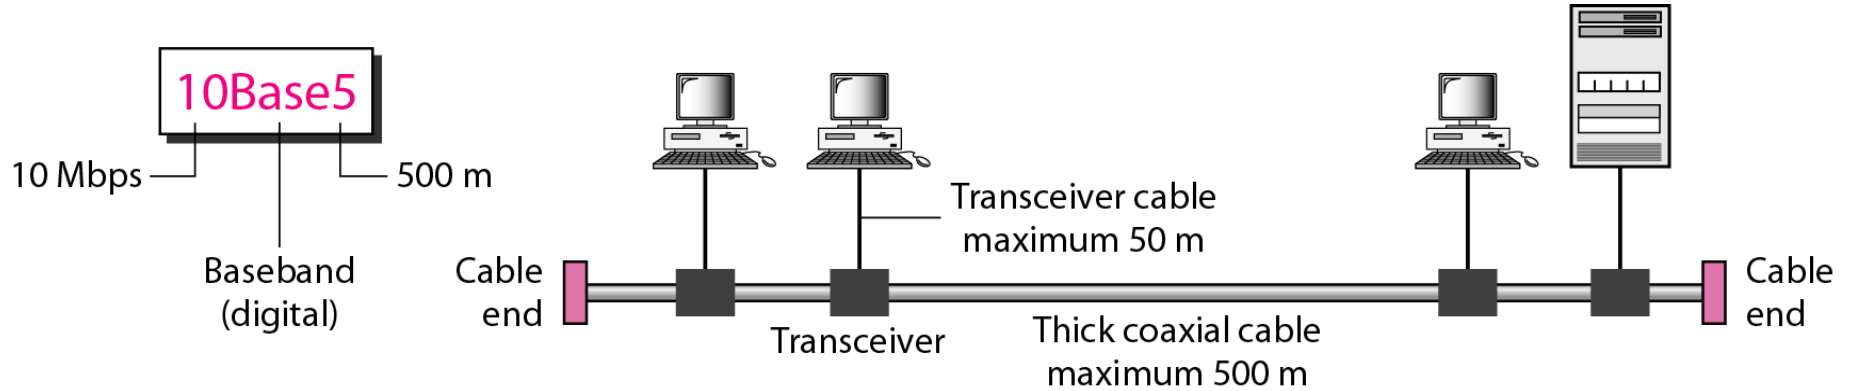 10Base5
10 Mbps
500 m
Baseband
(digital)
Cable
end
Transceiver cable
maximum 50 m
Transceiver
Thick coaxial cable
maximum 500 m
Cable
end